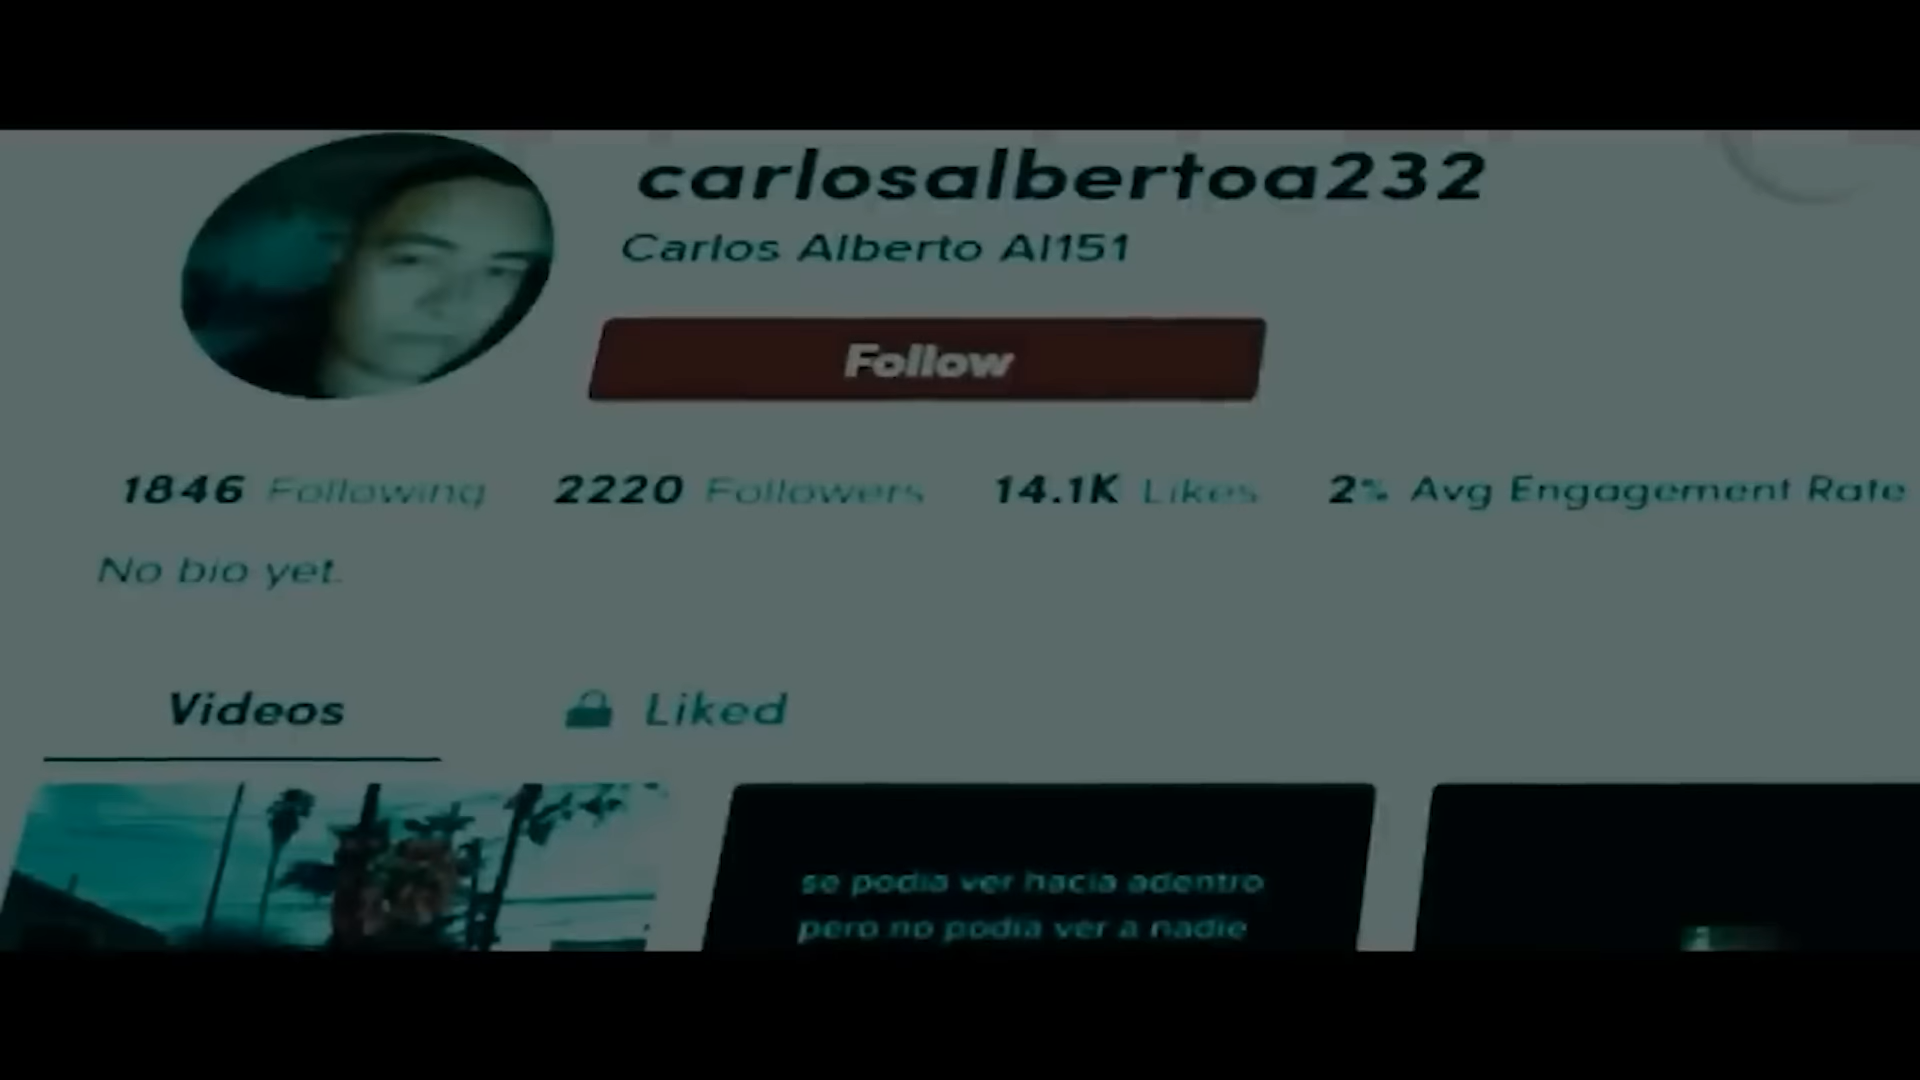 carlosalbertoa232
Carlos Alberto Al151
Follow
1846 Following 2220 Followers 14.1K Likes 2% Avg Engagement Rate
No bio yet.
Videos Liked
se podia ver hacia adentro
pero no podia ver a nadie